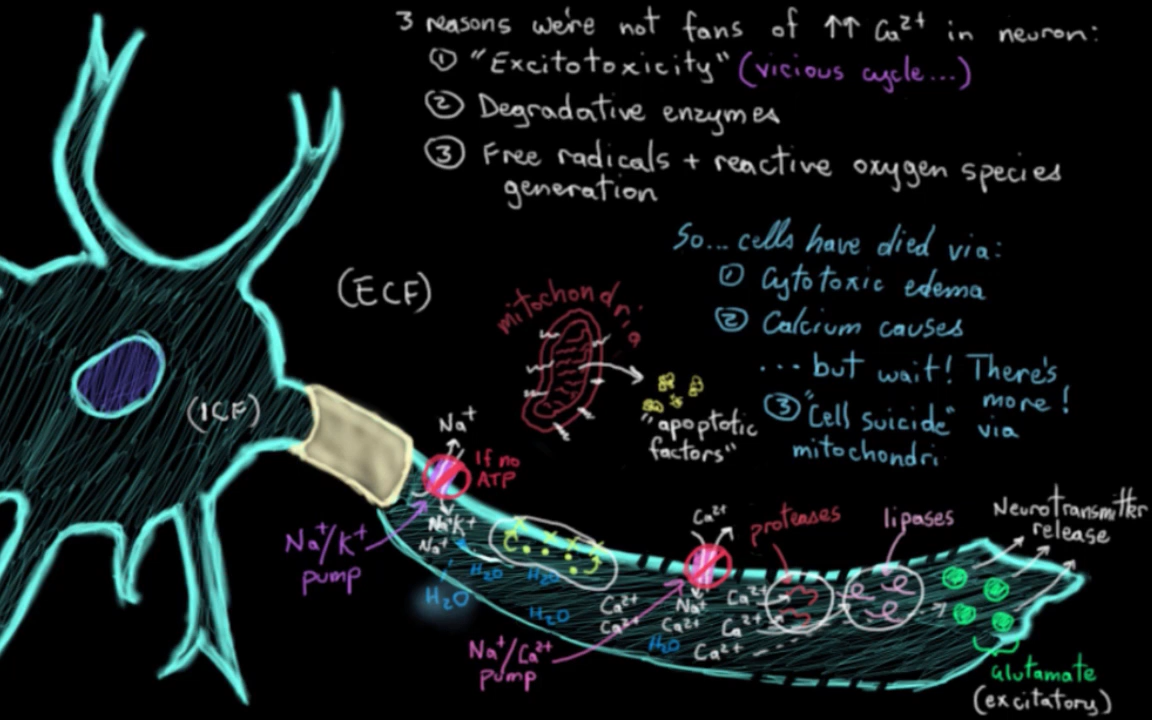 3 reasons we're not fans of ↑↑ Ca²⁺ in neuron:
① "Excitotoxicity" (vicious cycle...)
② Degradative enzymes
③ Free radicals + reactive oxygen species
generation
So... cells have died via:
① Cytotoxic edema
② Calcium causes
... but wait! There's
more!
③ "Cell suicide" via
mitochondri
(ECF)
mitochondria
"apoptotic
factors"
(ICF)
Na⁺
If no
ATP
Na⁺ K⁺
Na⁺
Na⁺/K⁺
pump
H₂O
H₂O
H₂O
H₂O
Ca²⁺
Ca²⁺
Ca²⁺
Na⁺
Ca²⁺
H₂O
Na⁺/Ca²⁺
pump
Ca²⁺
Ca²⁺
Ca²⁺
proteases
lipases
Neurotransmitter
release
Glutamate
(excitatory)